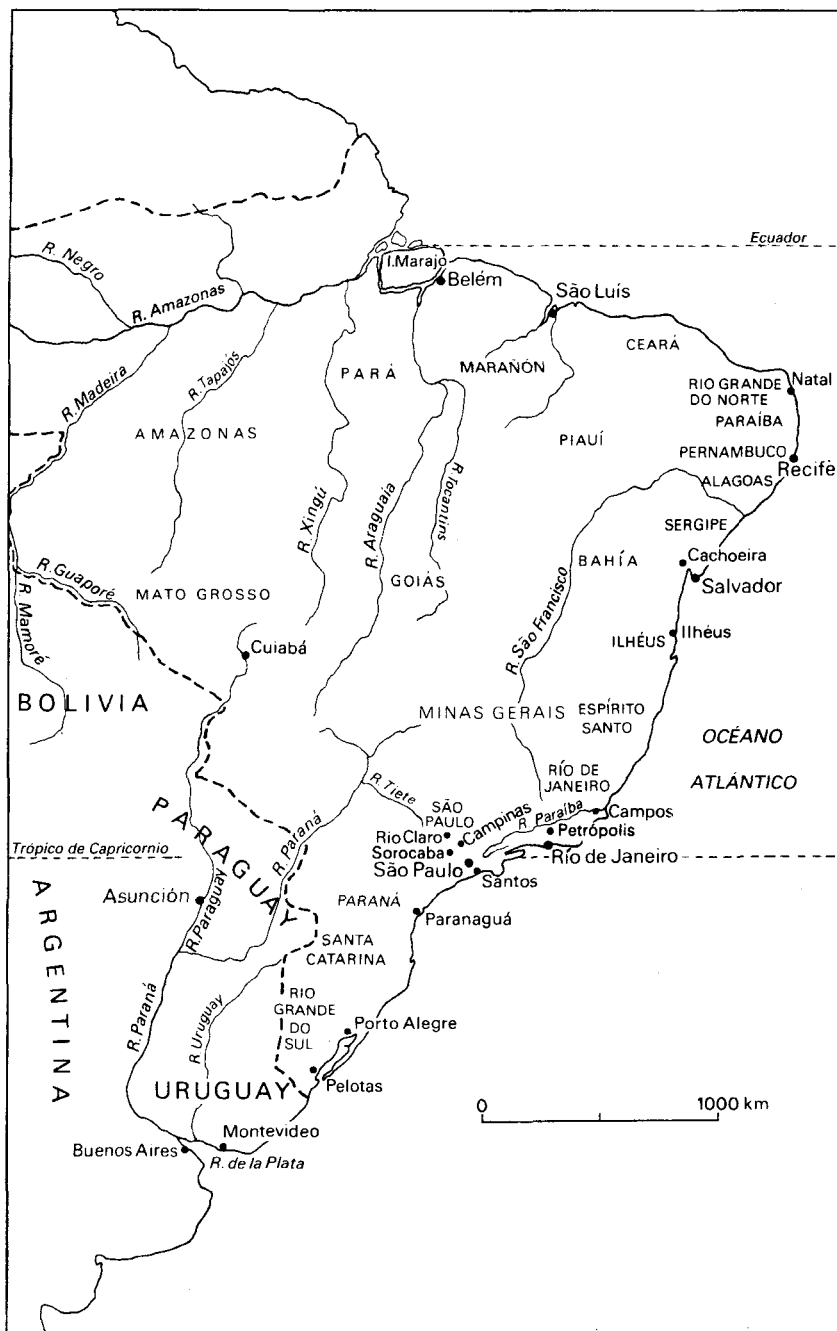 Ecuador
R. Negro
I. Marajo
Belém
R. Amazonas
São Luís
CEARÁ
MARAÑÓN
PARÁ
R. Tapajós
R. Madeira
RIO GRANDE
DO NORTE
Natal
PARAÍBA
AMAZONAS
PIAUÍ
PERNAMBUCO
Recife
ALAGOAS
R. Tocantins
R. Xingú
R. Araguaia
SERGIPE
BAHÍA
Cachoeira
Salvador
R. Guaporé
GOIÁS
MATO GROSSO
R. Mamoré
R. São Francisco
ILHÉUS
Ilhéus
Cuiabá
BOLIVIA
MINAS GERAIS
ESPÍRITO
SANTO
OCÉANO
ATLÁNTICO
RÍO DE
JANEIRO
R. Tiete
SÃO
PAULO
Campinas
R. Paraíba
Campos
Petrópolis
Rio Claro
Sorocaba
São Paulo
Río de Janeiro
Santos
Trópico de Capricornio
PARAGUAY
R. Paraná
Asunción
R. Paraguay
PARANÁ
Paranaguá
ARGENTINA
SANTA
CATARINA
R. Paraná
R. Uruguay
RIO
GRANDE
DO
SUL
Porto Alegre
Pelotas
URUGUAY
0 1000 km
Montevideo
Buenos Aires
R. de la Plata